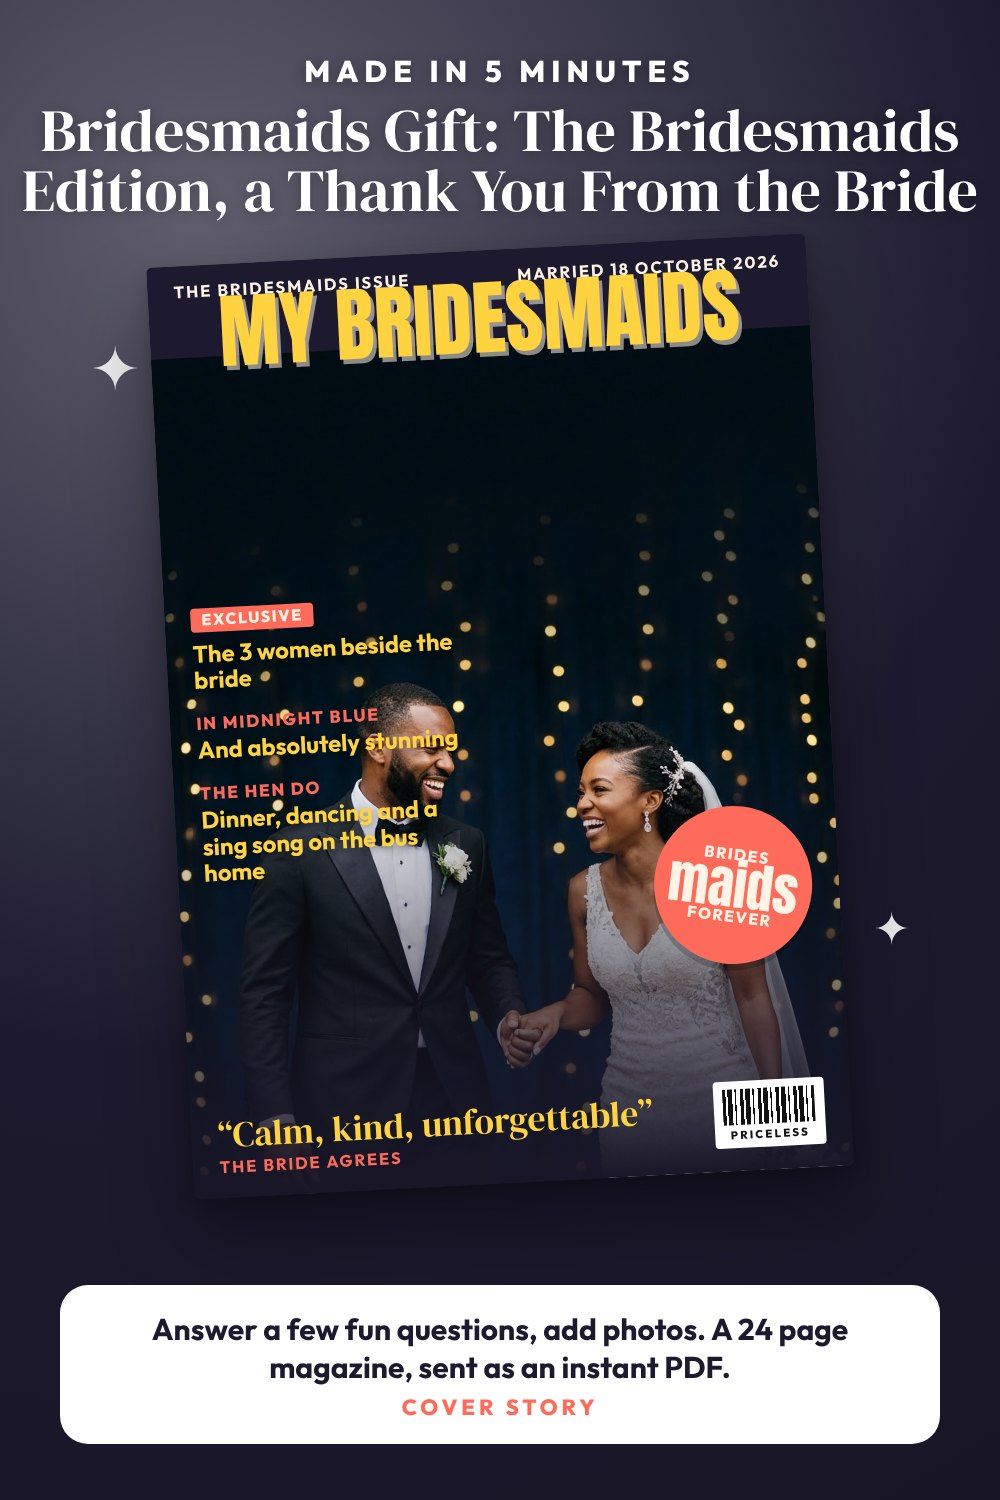 MADE IN 5 MINUTES
Bridesmaids Gift: The Bridesmaids
Edition, a Thank You From the Bride
THE BRIDESMAIDS ISSUE
MARRIED 18 OCTOBER 2026
MY BRIDESMAIDS
EXCLUSIVE
The 3 women beside the
bride
IN MIDNIGHT BLUE
And absolutely stunning
THE HEN DO
Dinner, dancing and a
sing song on the bus
home
BRIDES
maids
FOREVER
“Calm, kind, unforgettable”
THE BRIDE AGREES
PRICELESS
Answer a few fun questions, add photos. A 24 page
magazine, sent as an instant PDF.
COVER STORY